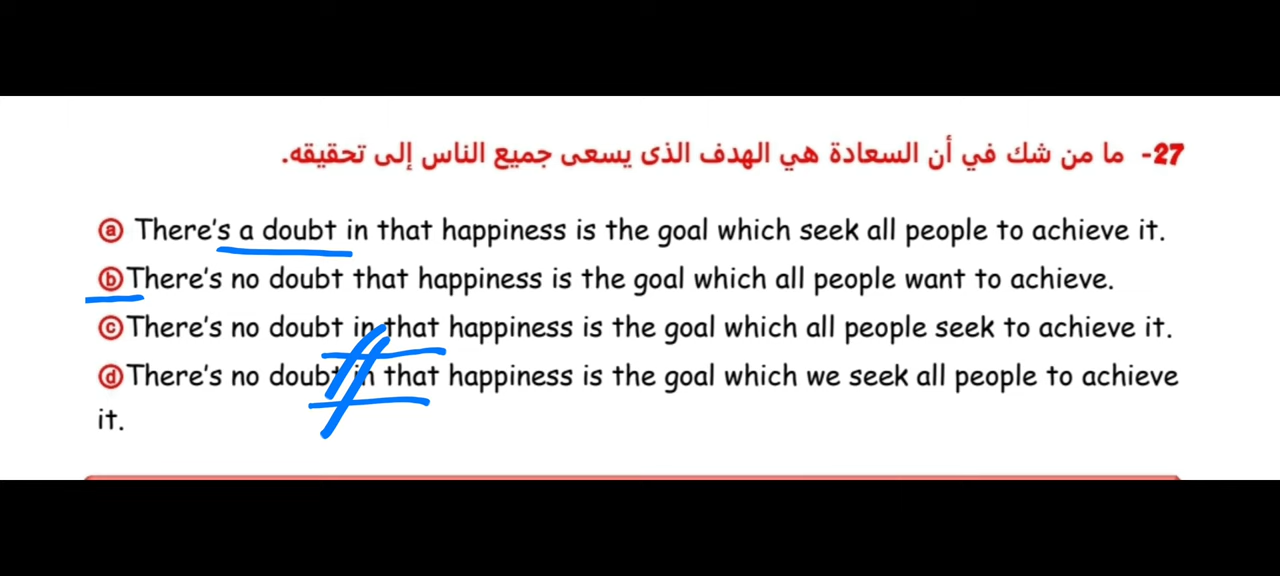 27- ما من شك في أن السعادة هي الهدف الذى يسعى جميع الناس إلى تحقيقه.
ⓐ There's a doubt in that happiness is the goal which seek all people to achieve it.
ⓑ There's no doubt that happiness is the goal which all people want to achieve.
ⓒ There's no doubt in that happiness is the goal which all people seek to achieve it.
ⓓ There's no doubt in that happiness is the goal which we seek all people to achieve
it.